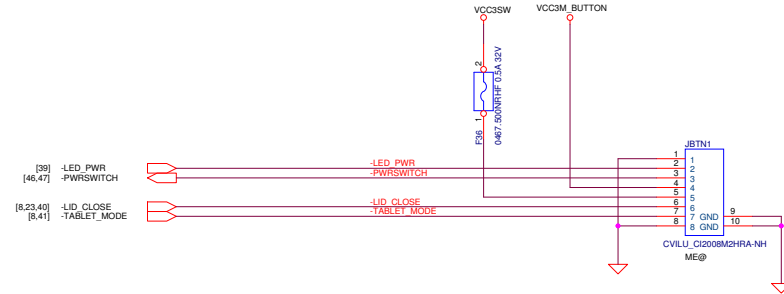 VCC3SW
VCC3M_BUTTON
2
0467.500NRHF 0.5A 32V
1
F36
JBTN1
[39] -LED_PWR
-LED_PWR
[46,47] -PWRSWITCH
-PWRSWITCH
[8,23,40] -LID_CLOSE
-LID_CLOSE
[8,41] -TABLET_MODE
-TABLET_MODE
1 1
2 2
3 3
4 4
5 5
6 6
7 7 GND 9
8 8 GND 10
CVILU_CI2008M2HRA-NH
ME@